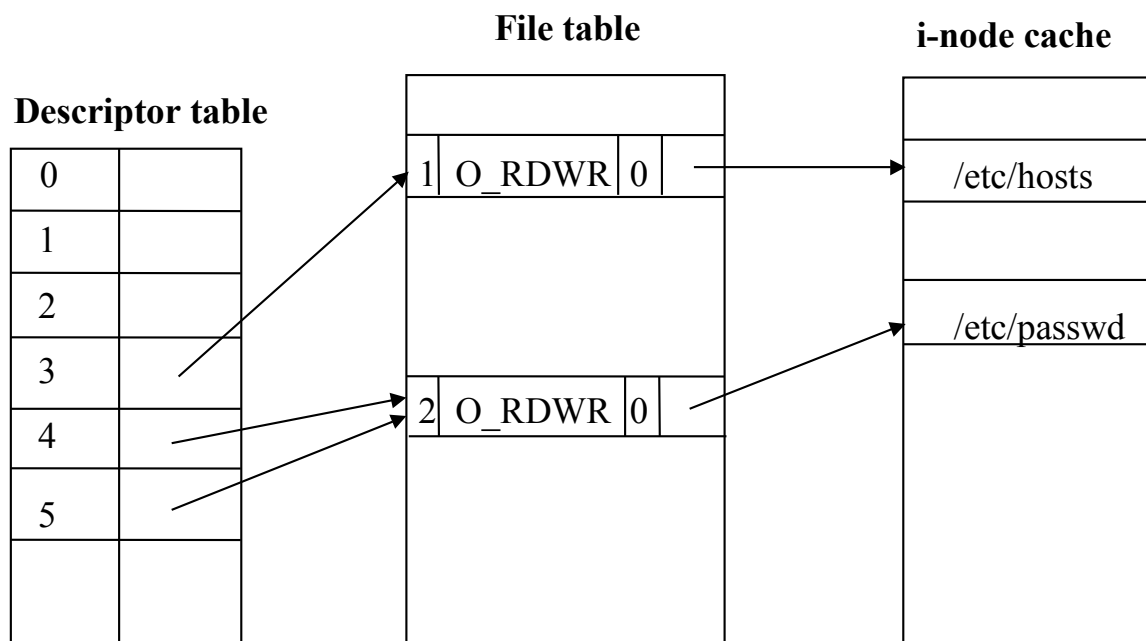 File table
i-node cache
Descriptor table
0
1 O_RDWR 0
/etc/hosts
1
2
/etc/passwd
3
2 O_RDWR 0
4
5